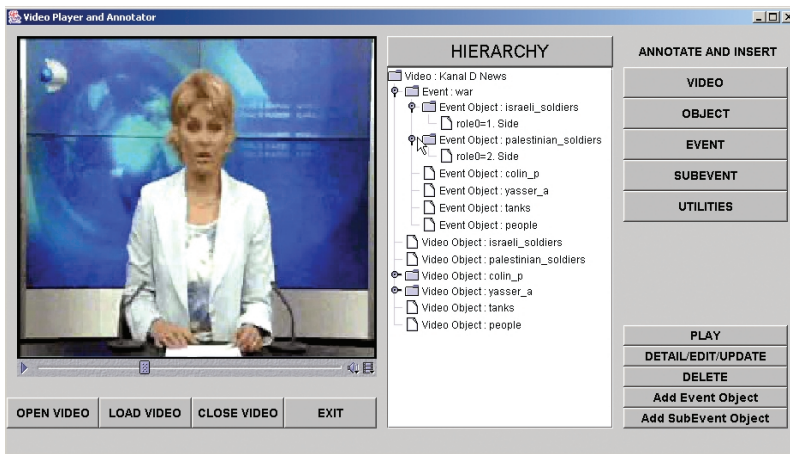 Video Player and Annotator
HIERARCHY
Video : Kanal D News
Event : war
Event Object : israeli_soldiers
role0=1. Side
Event Object : palestinian_soldiers
role0=2. Side
Event Object : colin_p
Event Object : yasser_a
Event Object : tanks
Event Object : people
Video Object : israeli_soldiers
Video Object : palestinian_soldiers
Video Object : colin_p
Video Object : yasser_a
Video Object : tanks
Video Object : people
ANNOTATE AND INSERT
VIDEO
OBJECT
EVENT
SUBEVENT
UTILITIES
PLAY
DETAIL/EDIT/UPDATE
DELETE
Add Event Object
Add SubEvent Object
OPEN VIDEO
LOAD VIDEO
CLOSE VIDEO
EXIT